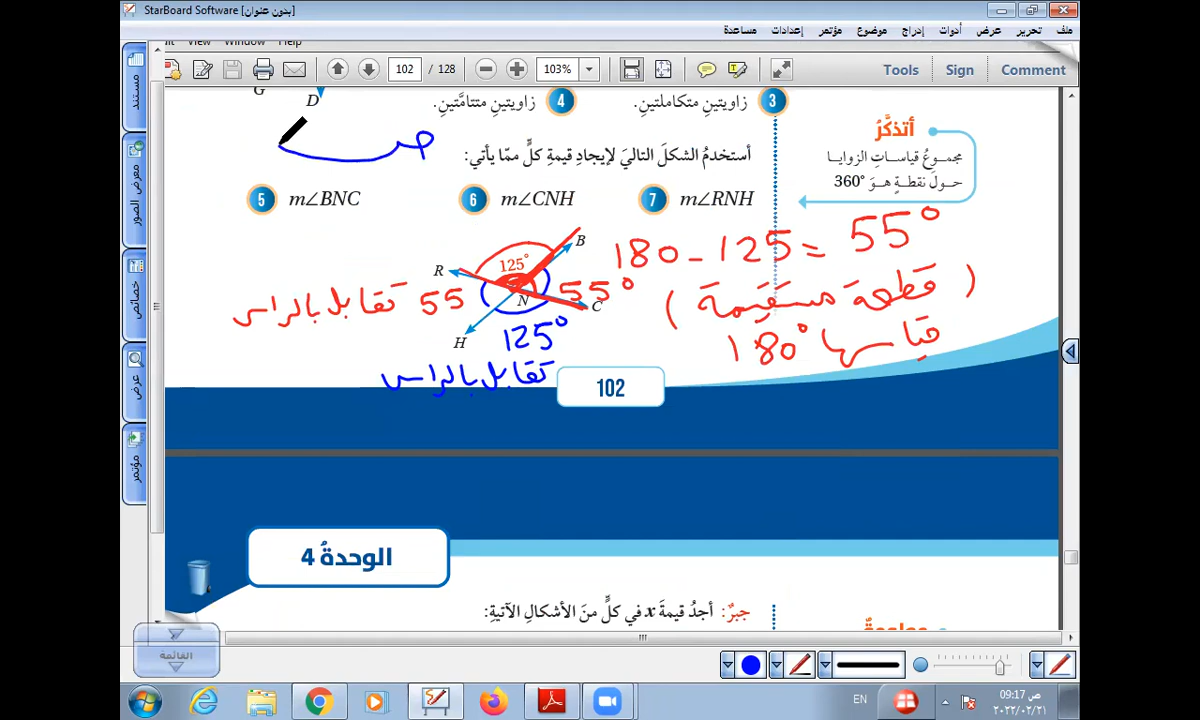 StarBoard Software [بدون عنوان]
ملف تحرير عرض أدوات إدراج موضوع مؤتمر إعدادات مساعدة
View Window Help
102 / 128
103%
Tools Sign Comment
مستند
معرض الصور
خصائص
عرض
مؤتمر
G
D
3 زاويتينِ متكاملتينِ.
4 زاويتينِ متتامَّتينِ.
أتذكَّرُ
مجموعُ قياساتِ الزوايا
حولَ نقطةٍ هوَ 360°
أستخدمُ الشكلَ التاليَ لإيجادِ قيمةِ كلٍّ ممّا يأتي:
5 m∠BNC
6 m∠CNH
7 m∠RNH
B
R
125°
N
C
H
180 - 125 = 55°
55°
55 تقابل بالراس
( قطعة مستقيمة )
قياسها 180°
125°
تقابل بالراس
102
الوحدةُ 4
جبرٌ: أجدُ قيمةَ x في كلٍّ منَ الأشكالِ الآتيةِ:
القائمة
EN
09:17 ص
٢٠٢٢/٠٢/٢١